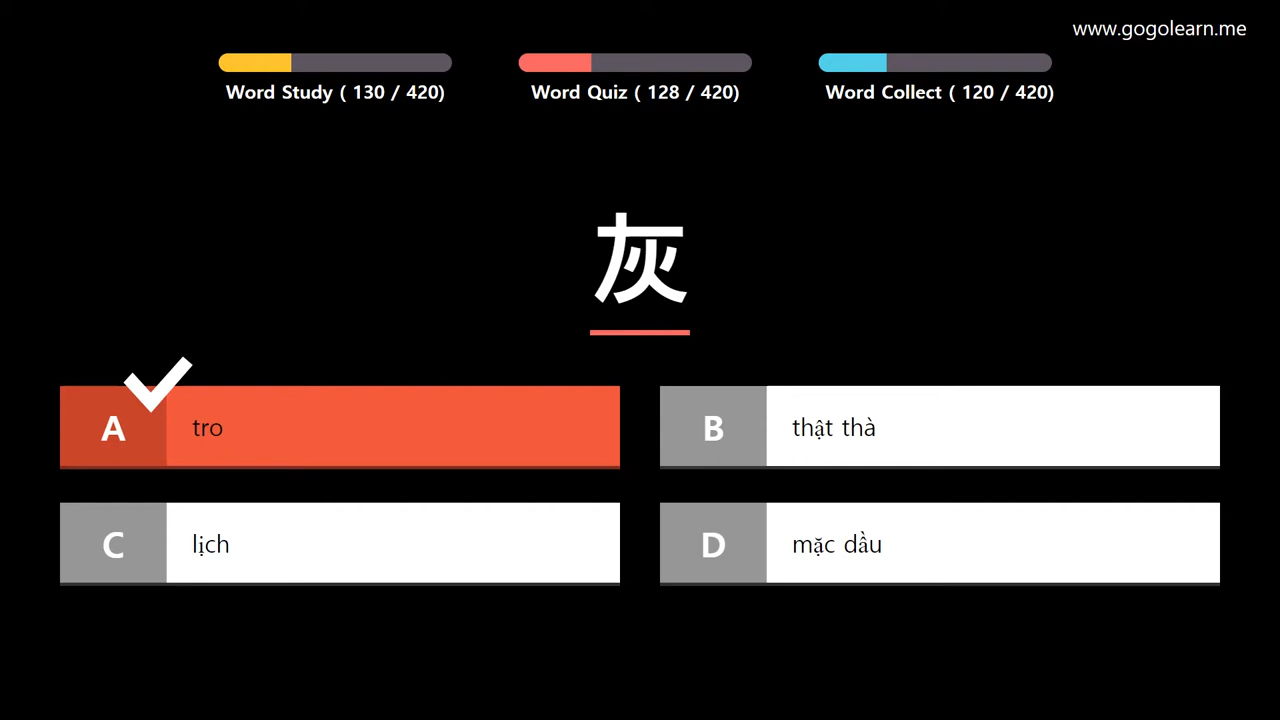 www.gogolearn.me
Word Study ( 130 / 420)
Word Quiz ( 128 / 420)
Word Collect ( 120 / 420)
灰
A tro
B thật thà
C lịch
D mặc dầu